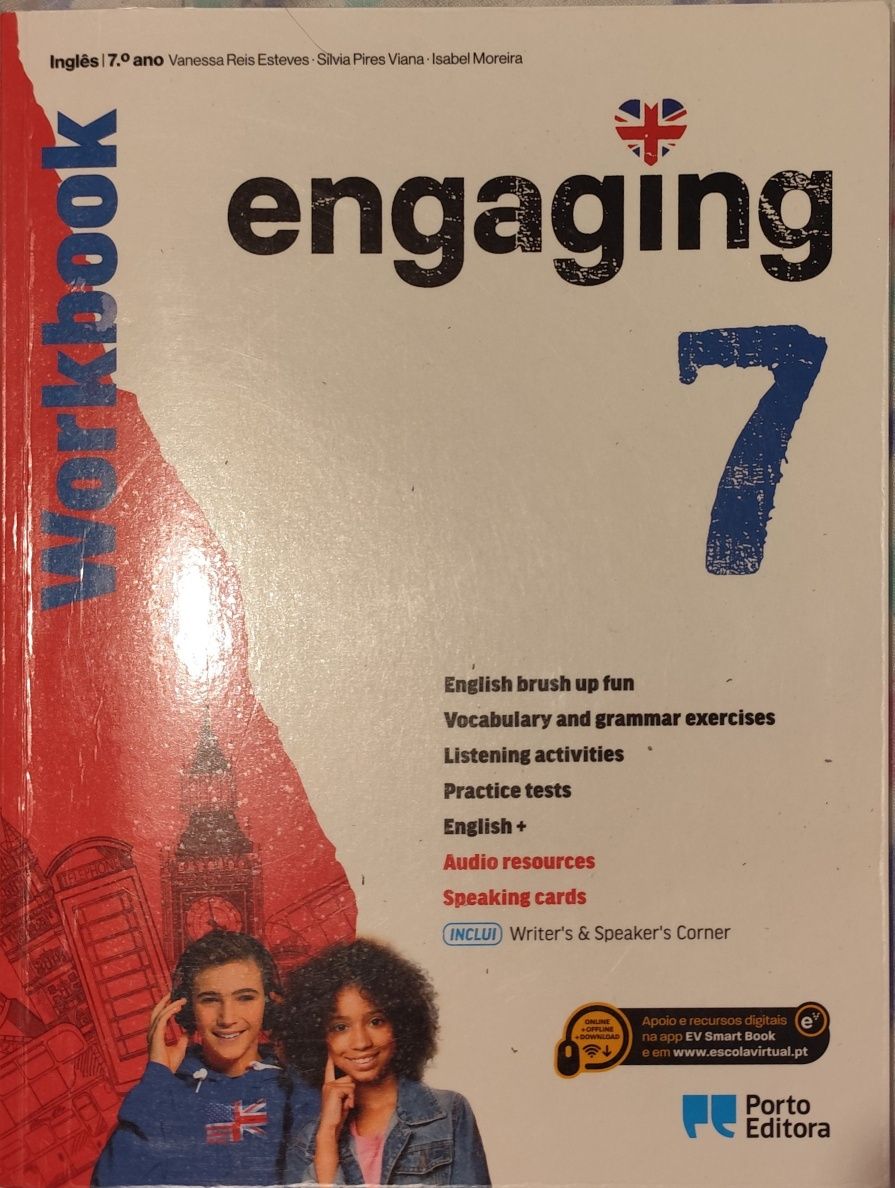 Inglês | 7.º ano Vanessa Reis Esteves · Sílvia Pires Viana · Isabel Moreira
Workbook
engaging
7
English brush up fun
Vocabulary and grammar exercises
Listening activities
Practice tests
English +
Audio resources
Speaking cards
INCLUI Writer's & Speaker's Corner
TELEPHONE
ONLINE
+ OFFLINE
+ DOWNLOAD
Apoio e recursos digitais
na app EV Smart Book
e em www.escolavirtual.pt
ev
Porto
Editora